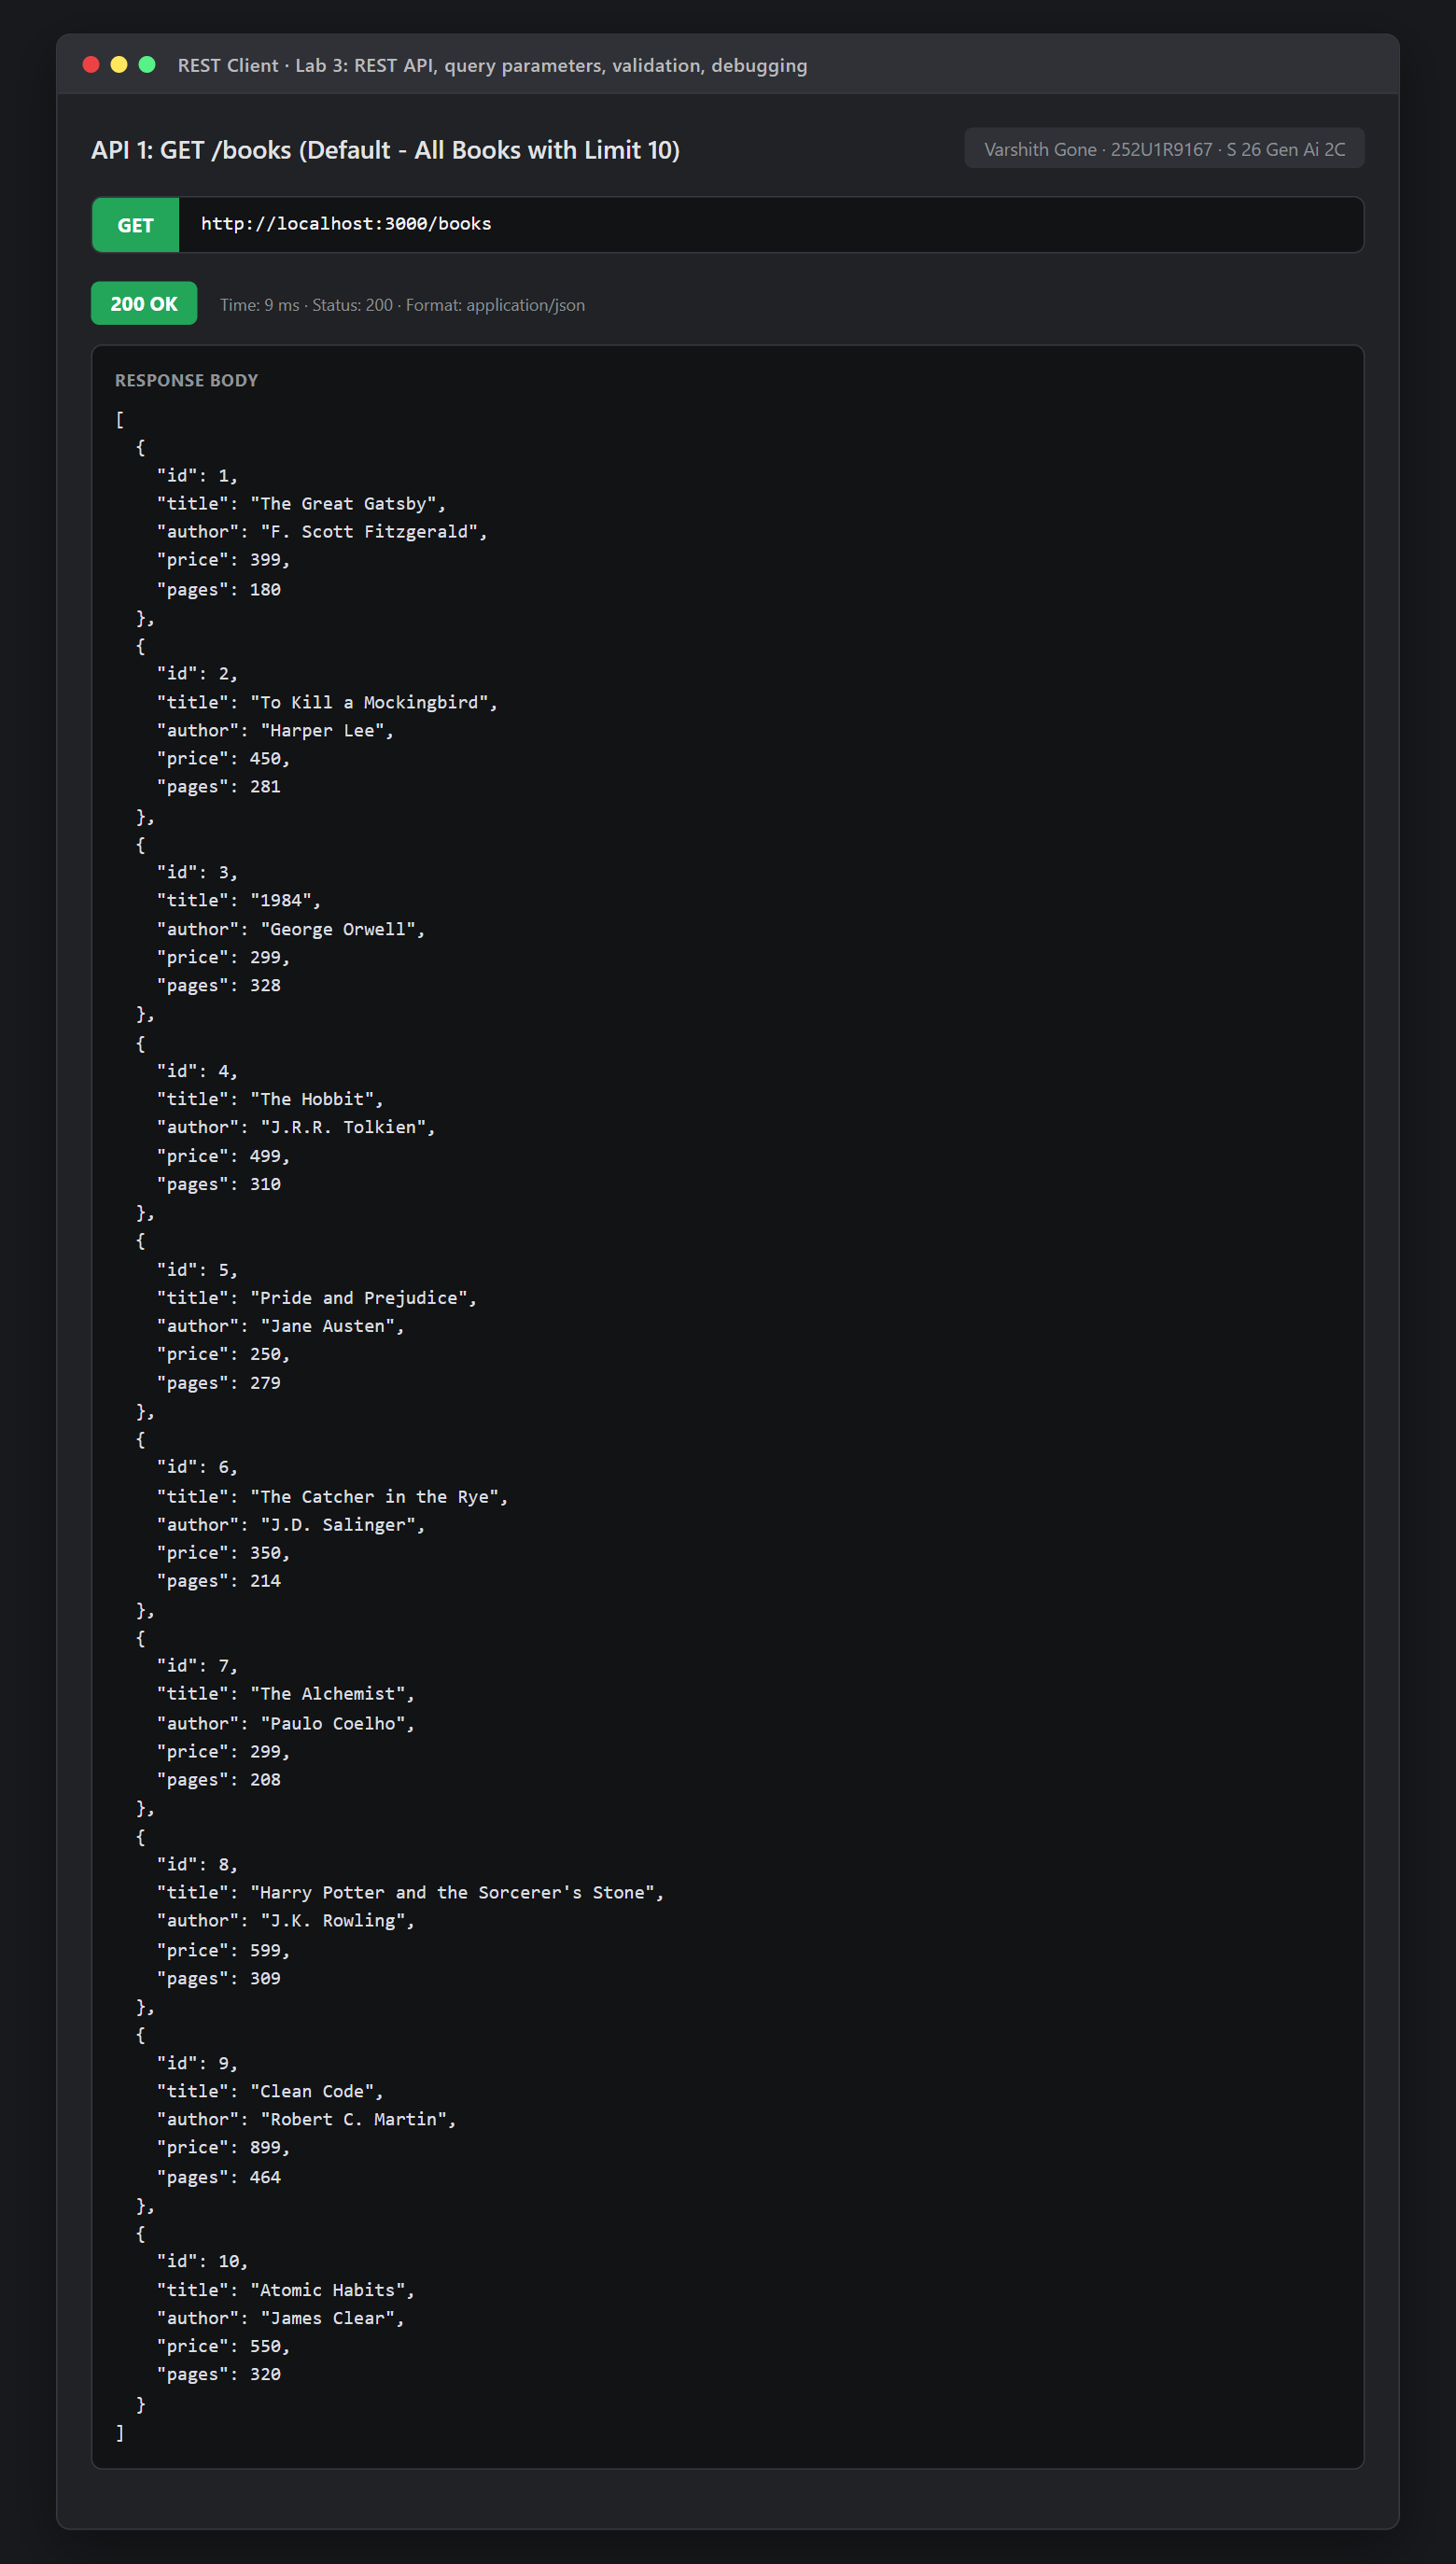 REST Client · Lab 3: REST API, query parameters, validation, debugging
API 1: GET /books (Default - All Books with Limit 10)
Varshith Gone · 252U1R9167 · S 26 Gen Ai 2C
GET
http://localhost:3000/books
200 OK
Time: 9 ms · Status: 200 · Format: application/json
RESPONSE BODY
[
  {
    "id": 1,
    "title": "The Great Gatsby",
    "author": "F. Scott Fitzgerald",
    "price": 399,
    "pages": 180
  },
  {
    "id": 2,
    "title": "To Kill a Mockingbird",
    "author": "Harper Lee",
    "price": 450,
    "pages": 281
  },
  {
    "id": 3,
    "title": "1984",
    "author": "George Orwell",
    "price": 299,
    "pages": 328
  },
  {
    "id": 4,
    "title": "The Hobbit",
    "author": "J.R.R. Tolkien",
    "price": 499,
    "pages": 310
  },
  {
    "id": 5,
    "title": "Pride and Prejudice",
    "author": "Jane Austen",
    "price": 250,
    "pages": 279
  },
  {
    "id": 6,
    "title": "The Catcher in the Rye",
    "author": "J.D. Salinger",
    "price": 350,
    "pages": 214
  },
  {
    "id": 7,
    "title": "The Alchemist",
    "author": "Paulo Coelho",
    "price": 299,
    "pages": 208
  },
  {
    "id": 8,
    "title": "Harry Potter and the Sorcerer's Stone",
    "author": "J.K. Rowling",
    "price": 599,
    "pages": 309
  },
  {
    "id": 9,
    "title": "Clean Code",
    "author": "Robert C. Martin",
    "price": 899,
    "pages": 464
  },
  {
    "id": 10,
    "title": "Atomic Habits",
    "author": "James Clear",
    "price": 550,
    "pages": 320
  }
]